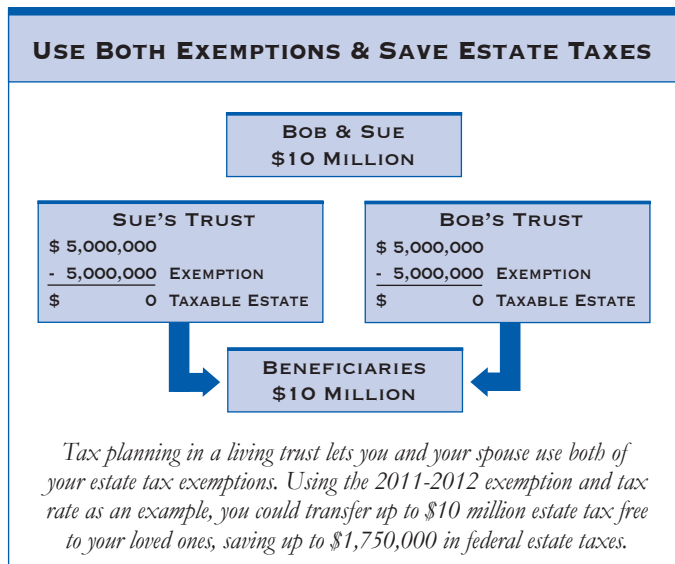 USE BOTH EXEMPTIONS & SAVE ESTATE TAXES
BOB & SUE
$10 MILLION
SUE'S TRUST
$ 5,000,000
- 5,000,000 EXEMPTION
$ 0 TAXABLE ESTATE
BOB'S TRUST
$ 5,000,000
- 5,000,000 EXEMPTION
$ 0 TAXABLE ESTATE
BENEFICIARIES
$10 MILLION
Tax planning in a living trust lets you and your spouse use both of
your estate tax exemptions. Using the 2011-2012 exemption and tax
rate as an example, you could transfer up to $10 million estate tax free
to your loved ones, saving up to $1,750,000 in federal estate taxes.